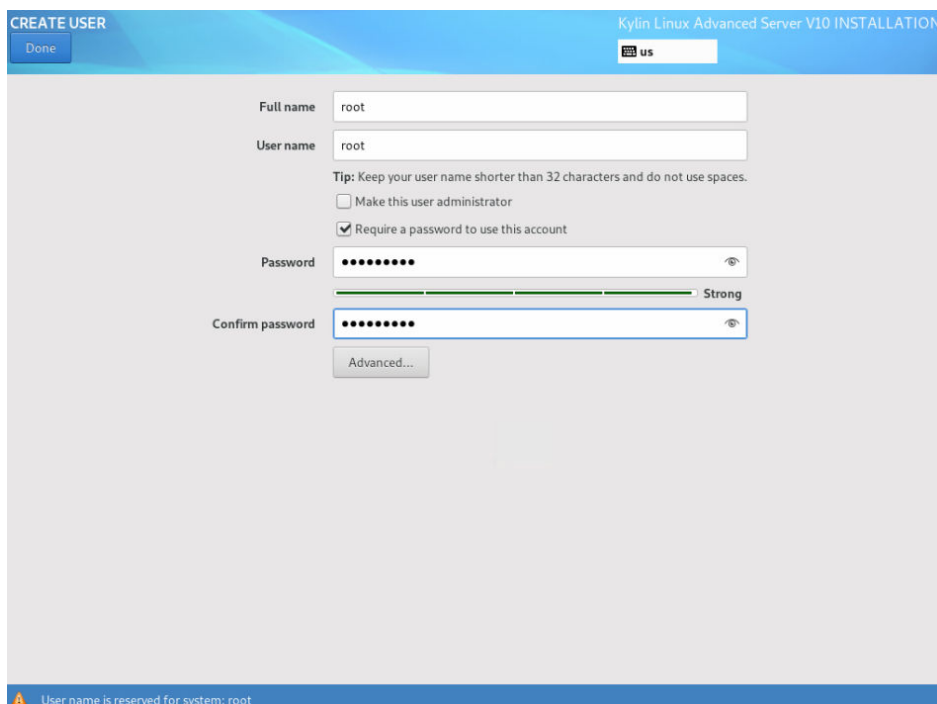 CREATE USER
Kylin Linux Advanced Server V10 INSTALLATION
Done
us
Full name
root
User name
root
Tip: Keep your user name shorter than 32 characters and do not use spaces.
Make this user administrator
Require a password to use this account
Password
●●●●●●●●●
Strong
Confirm password
●●●●●●●●●
Advanced...
User name is reserved for system: root